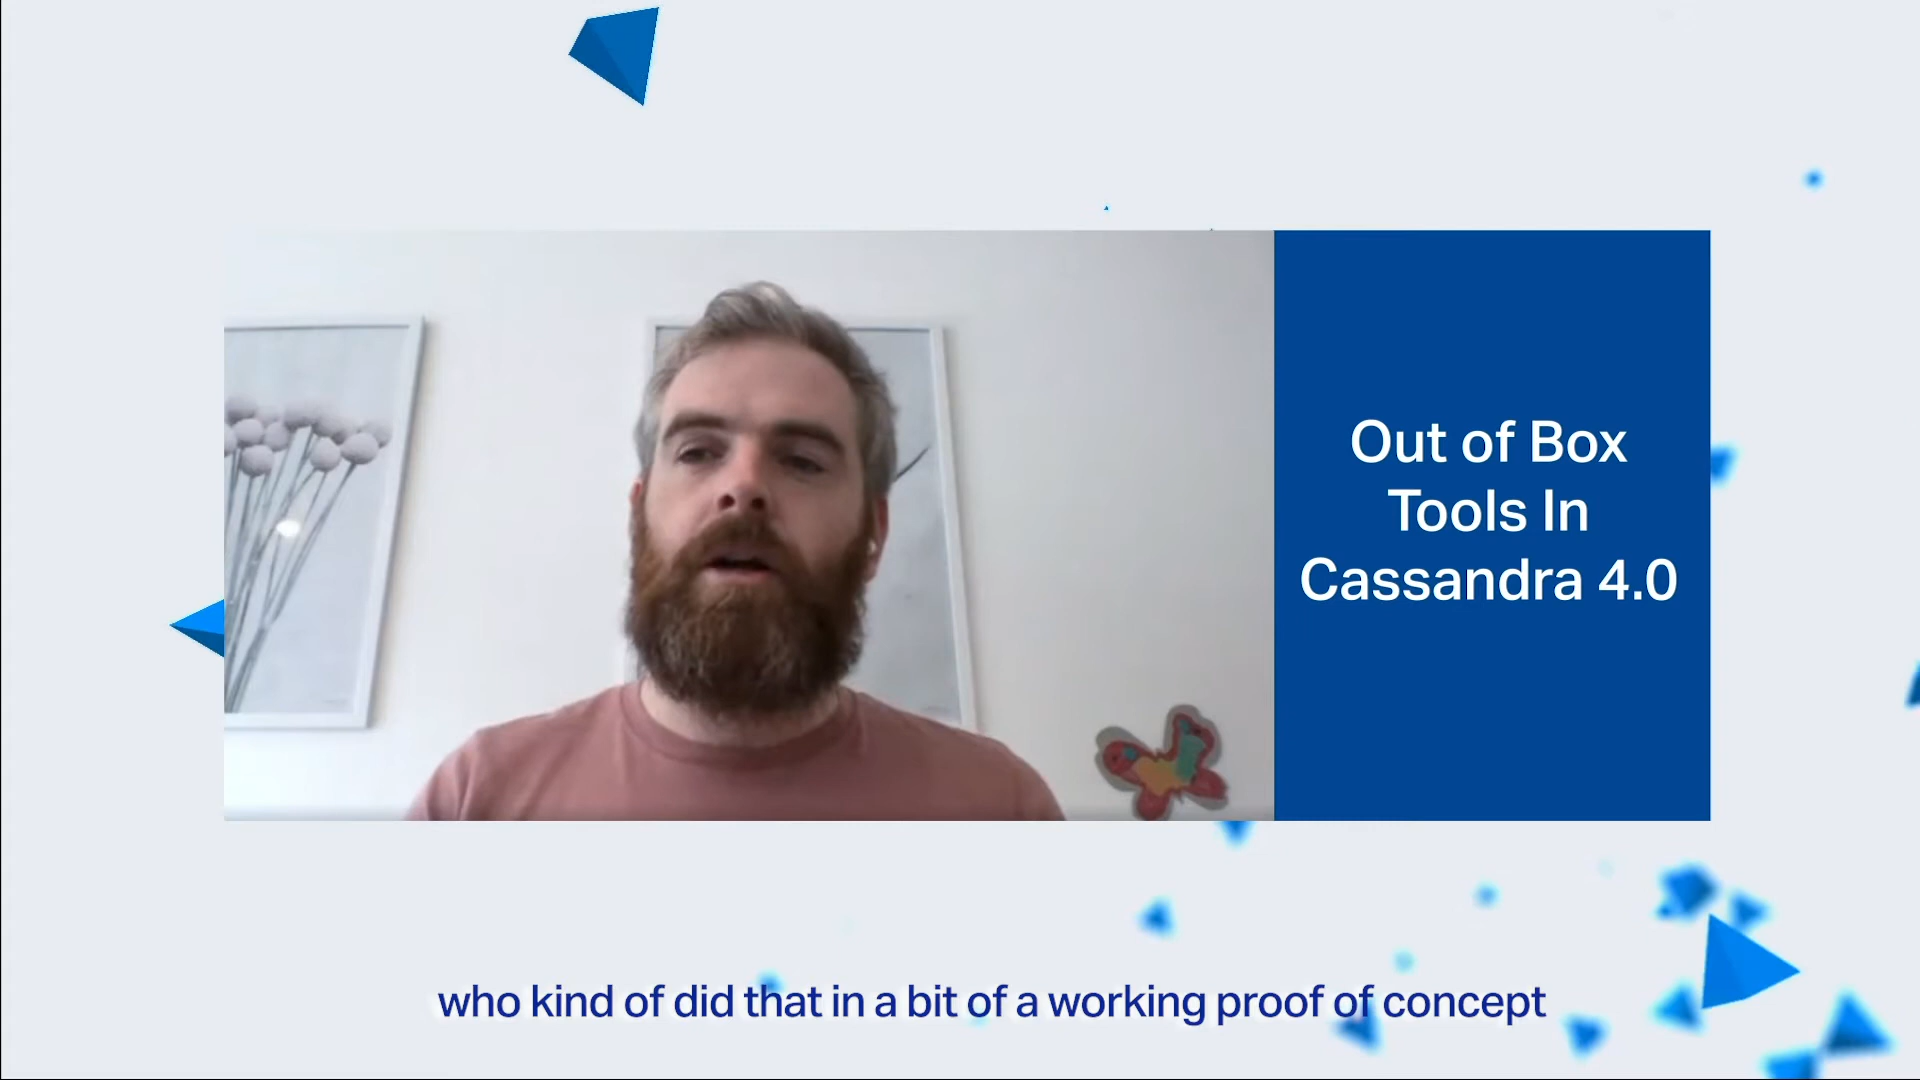 Out of Box
Tools In
Cassandra 4.0
who kind of did that in a bit of a working proof of concept